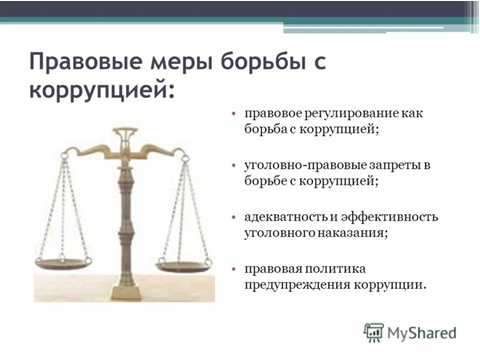 Правовые меры борьбы с
коррупцией:
• правовое регулирование как
борьба с коррупцией;
• уголовно-правовые запреты в
борьбе с коррупцией;
• адекватность и эффективность
уголовного наказания;
• правовая политика
предупреждения коррупции.
MyShared